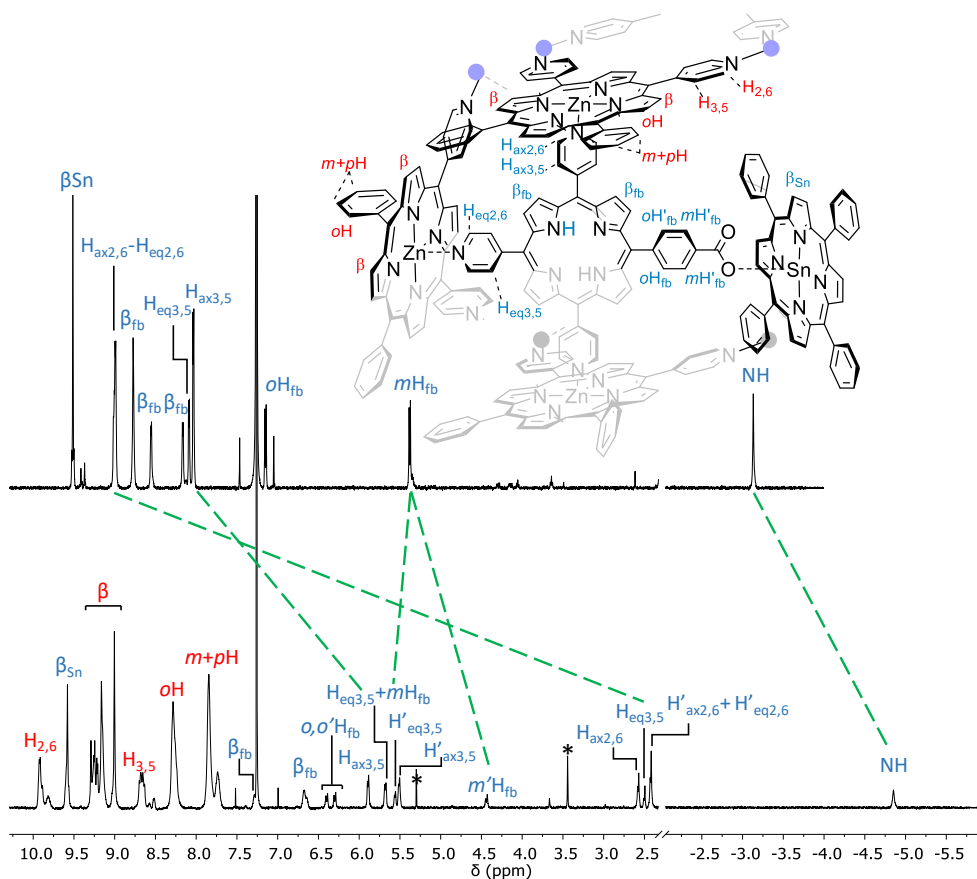 N
N
N
N
N
N
β
N
N
Zn
N
N
β
H2,6
H3,5
oH
N
Hax2,6
Hax3,5
m+pH
m+pH
β
βfb
βfb
βSn
oH
N
N
Zn
N
N
N
β
Heq2,6
Heq3,5
N
NH
N
HN
oH'fb mH'fb
O
O
oHfb mH'fb
N
N
Sn
N
N
N
N
N
N
N
Zn
N
N
βSn
Hax2,6-Heq2,6
βfb
Heq3,5
Hax3,5
βfb
βfb
oHfb
mHfb
NH
β
βSn
H2,6
H3,5
oH
m+pH
βfb
βfb
o,o'Hfb
Hax3,5
Heq3,5+mHfb
H'eq3,5
H'ax3,5
*
m'Hfb
*
Hax2,6
Heq3,5
H'ax2,6+ H'eq2,6
NH
10.0 9.5 9.0 8.5 8.0 7.5 7.0 6.5 6.0 5.5 5.0 4.5 4.0 3.5 3.0 2.5 -2.5 -3.0 -3.5 -4.0 -4.5 -5.0 -5.5
δ (ppm)